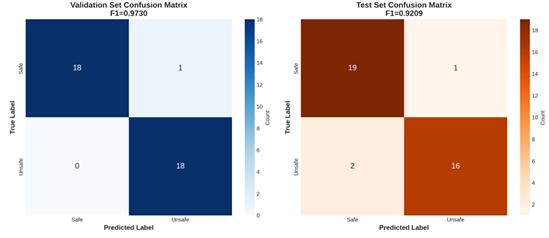 Validation Set Confusion Matrix
F1=0.9730
True Label
Safe
Unsafe
18
1
0
18
Safe
Unsafe
Predicted Label
18
16
14
12
10
8
6
4
2
0
Count
Test Set Confusion Matrix
F1=0.9209
True Label
Safe
Unsafe
19
1
2
16
Safe
Unsafe
Predicted Label
18
16
14
12
10
8
6
4
2
Count